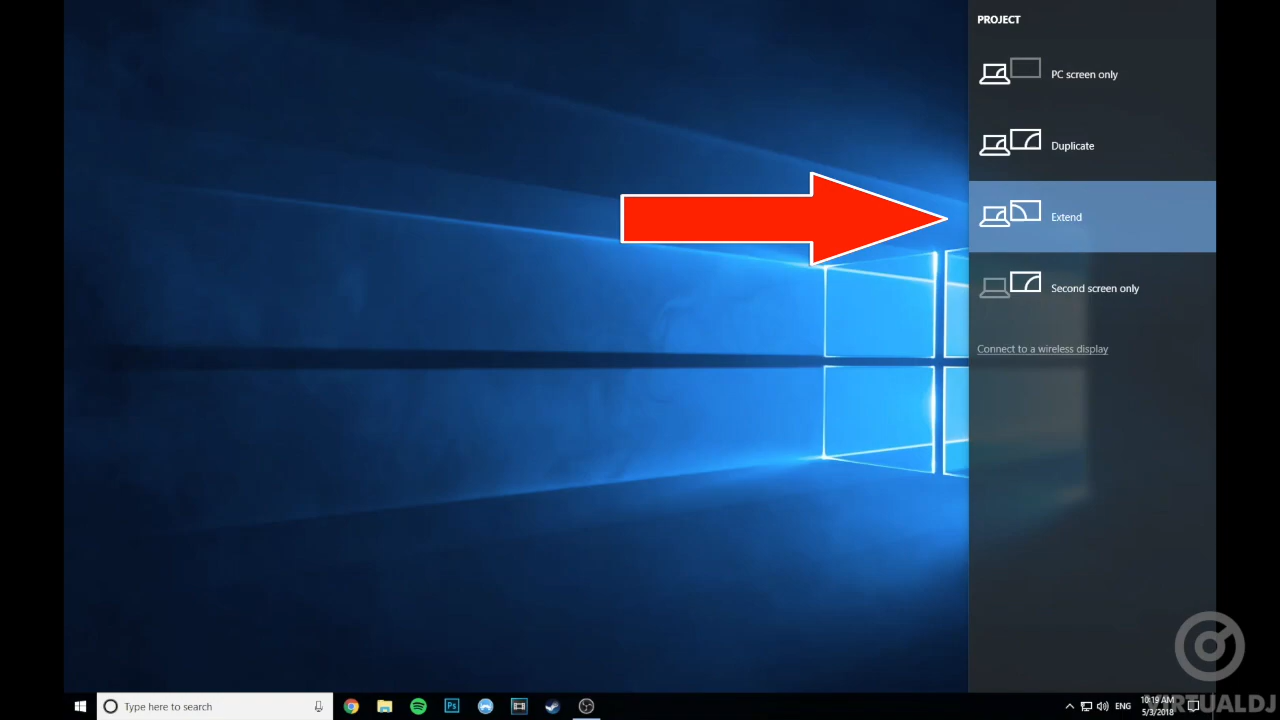 PROJECT
PC screen only
Duplicate
Extend
Second screen only
Connect to a wireless display
Type here to search
Ps
ENG
10:19 AM
5/3/2018
VIRTUALDJ